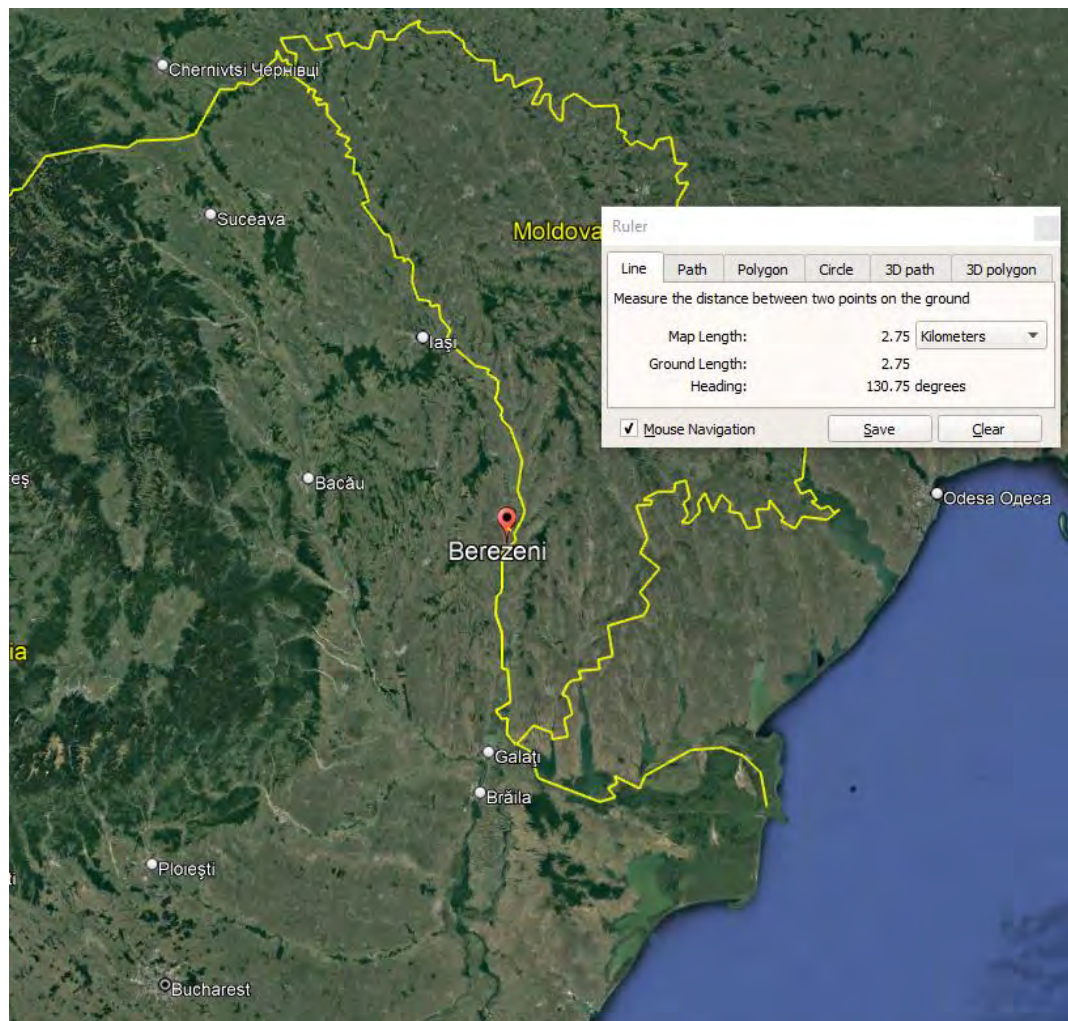 Chernivtsi Чернівці
Suceava
Moldova
Ruler
Line Path Polygon Circle 3D path 3D polygon
Measure the distance between two points on the ground
Map Length: 2.75 Kilometers
Ground Length: 2.75
Heading: 130.75 degrees
Mouse Navigation Save Clear
Iaşi
eş
Bacău
Odesa Одеса
Berezeni
ia
Galaţi
Brăila
Ploieşti
ti
Bucharest